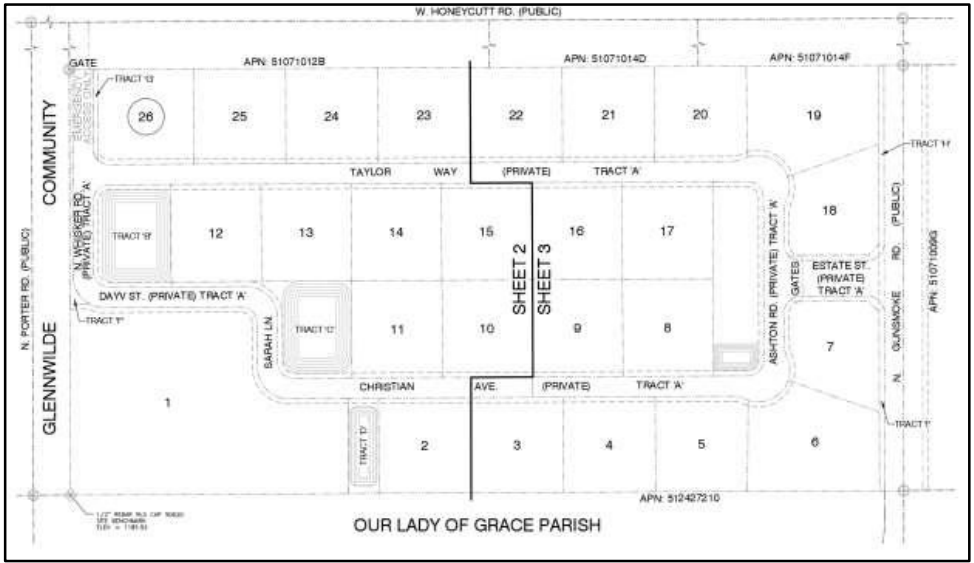 W. HONEYCUTT RD. (PUBLIC)
GATE
APN: 51071012B
APN: 51071014D
APN: 51071014F
TRACT 'G'
EMERGENCY
ACCESS ONLY
26
25
24
23
22
21
20
19
TRACT 'H'
COMMUNITY
GLENNWILDE
N. PORTER RD. (PUBLIC)
TAYLOR WAY (PRIVATE) TRACT 'A'
N. WHISKER RD.
(PRIVATE) TRACT 'A'
TRACT 'B'
12
13
14
15
16
17
18
SHEET 2
SHEET 3
ASHTON RD. (PRIVATE) TRACT 'A'
GATES
ESTATE ST.
(PRIVATE)
TRACT 'A'
N. GUNSMOKE RD (PUBLIC)
APN: 51071009G
DAYV ST. (PRIVATE) TRACT 'A'
SARAH LN.
TRACT 'C'
11
10
9
8
7
CHRISTIAN AVE. (PRIVATE) TRACT 'A'
1
TRACT 'D'
2
3
4
5
6
APN: 512427210
OUR LADY OF GRACE PARISH